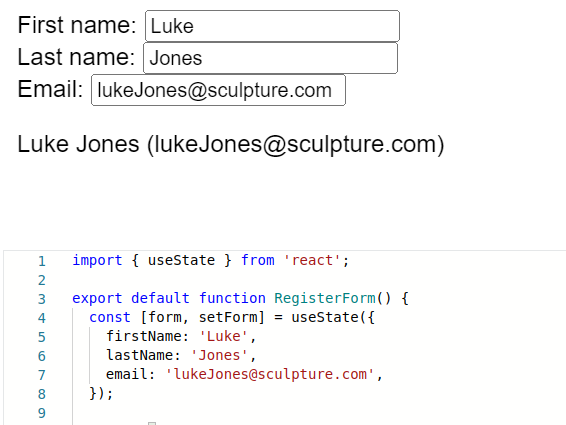 First name: Luke
Last name: Jones
Email: lukeJones@sculpture.com
Luke Jones (lukeJones@sculpture.com)
1 import { useState } from 'react';
2
3 export default function RegisterForm() {
4 const [form, setForm] = useState({
5 firstName: 'Luke',
6 lastName: 'Jones',
7 email: 'lukeJones@sculpture.com',
8 });
9